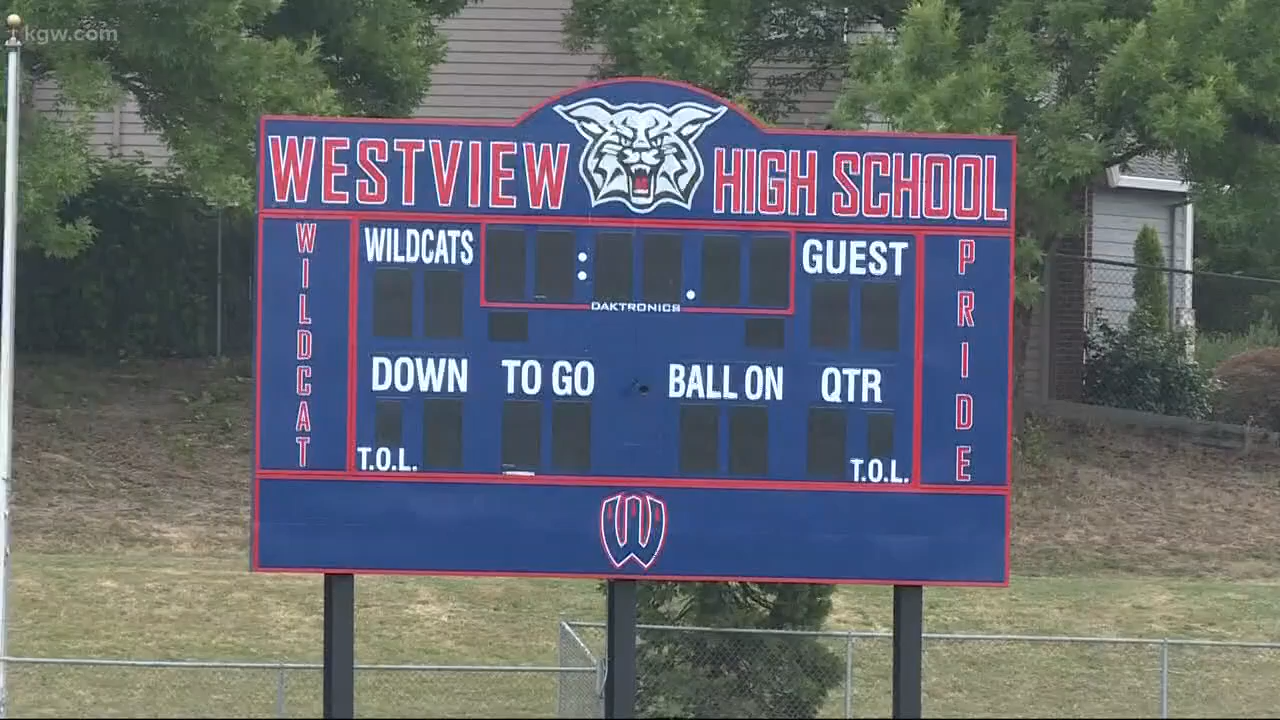 kgw.com
WESTVIEW HIGH SCHOOL
WILDCAT
WILDCATS
:
.
GUEST
DAKTRONICS
DOWN TO GO BALL ON QTR
T.O.L. T.O.L.
PRIDE
W